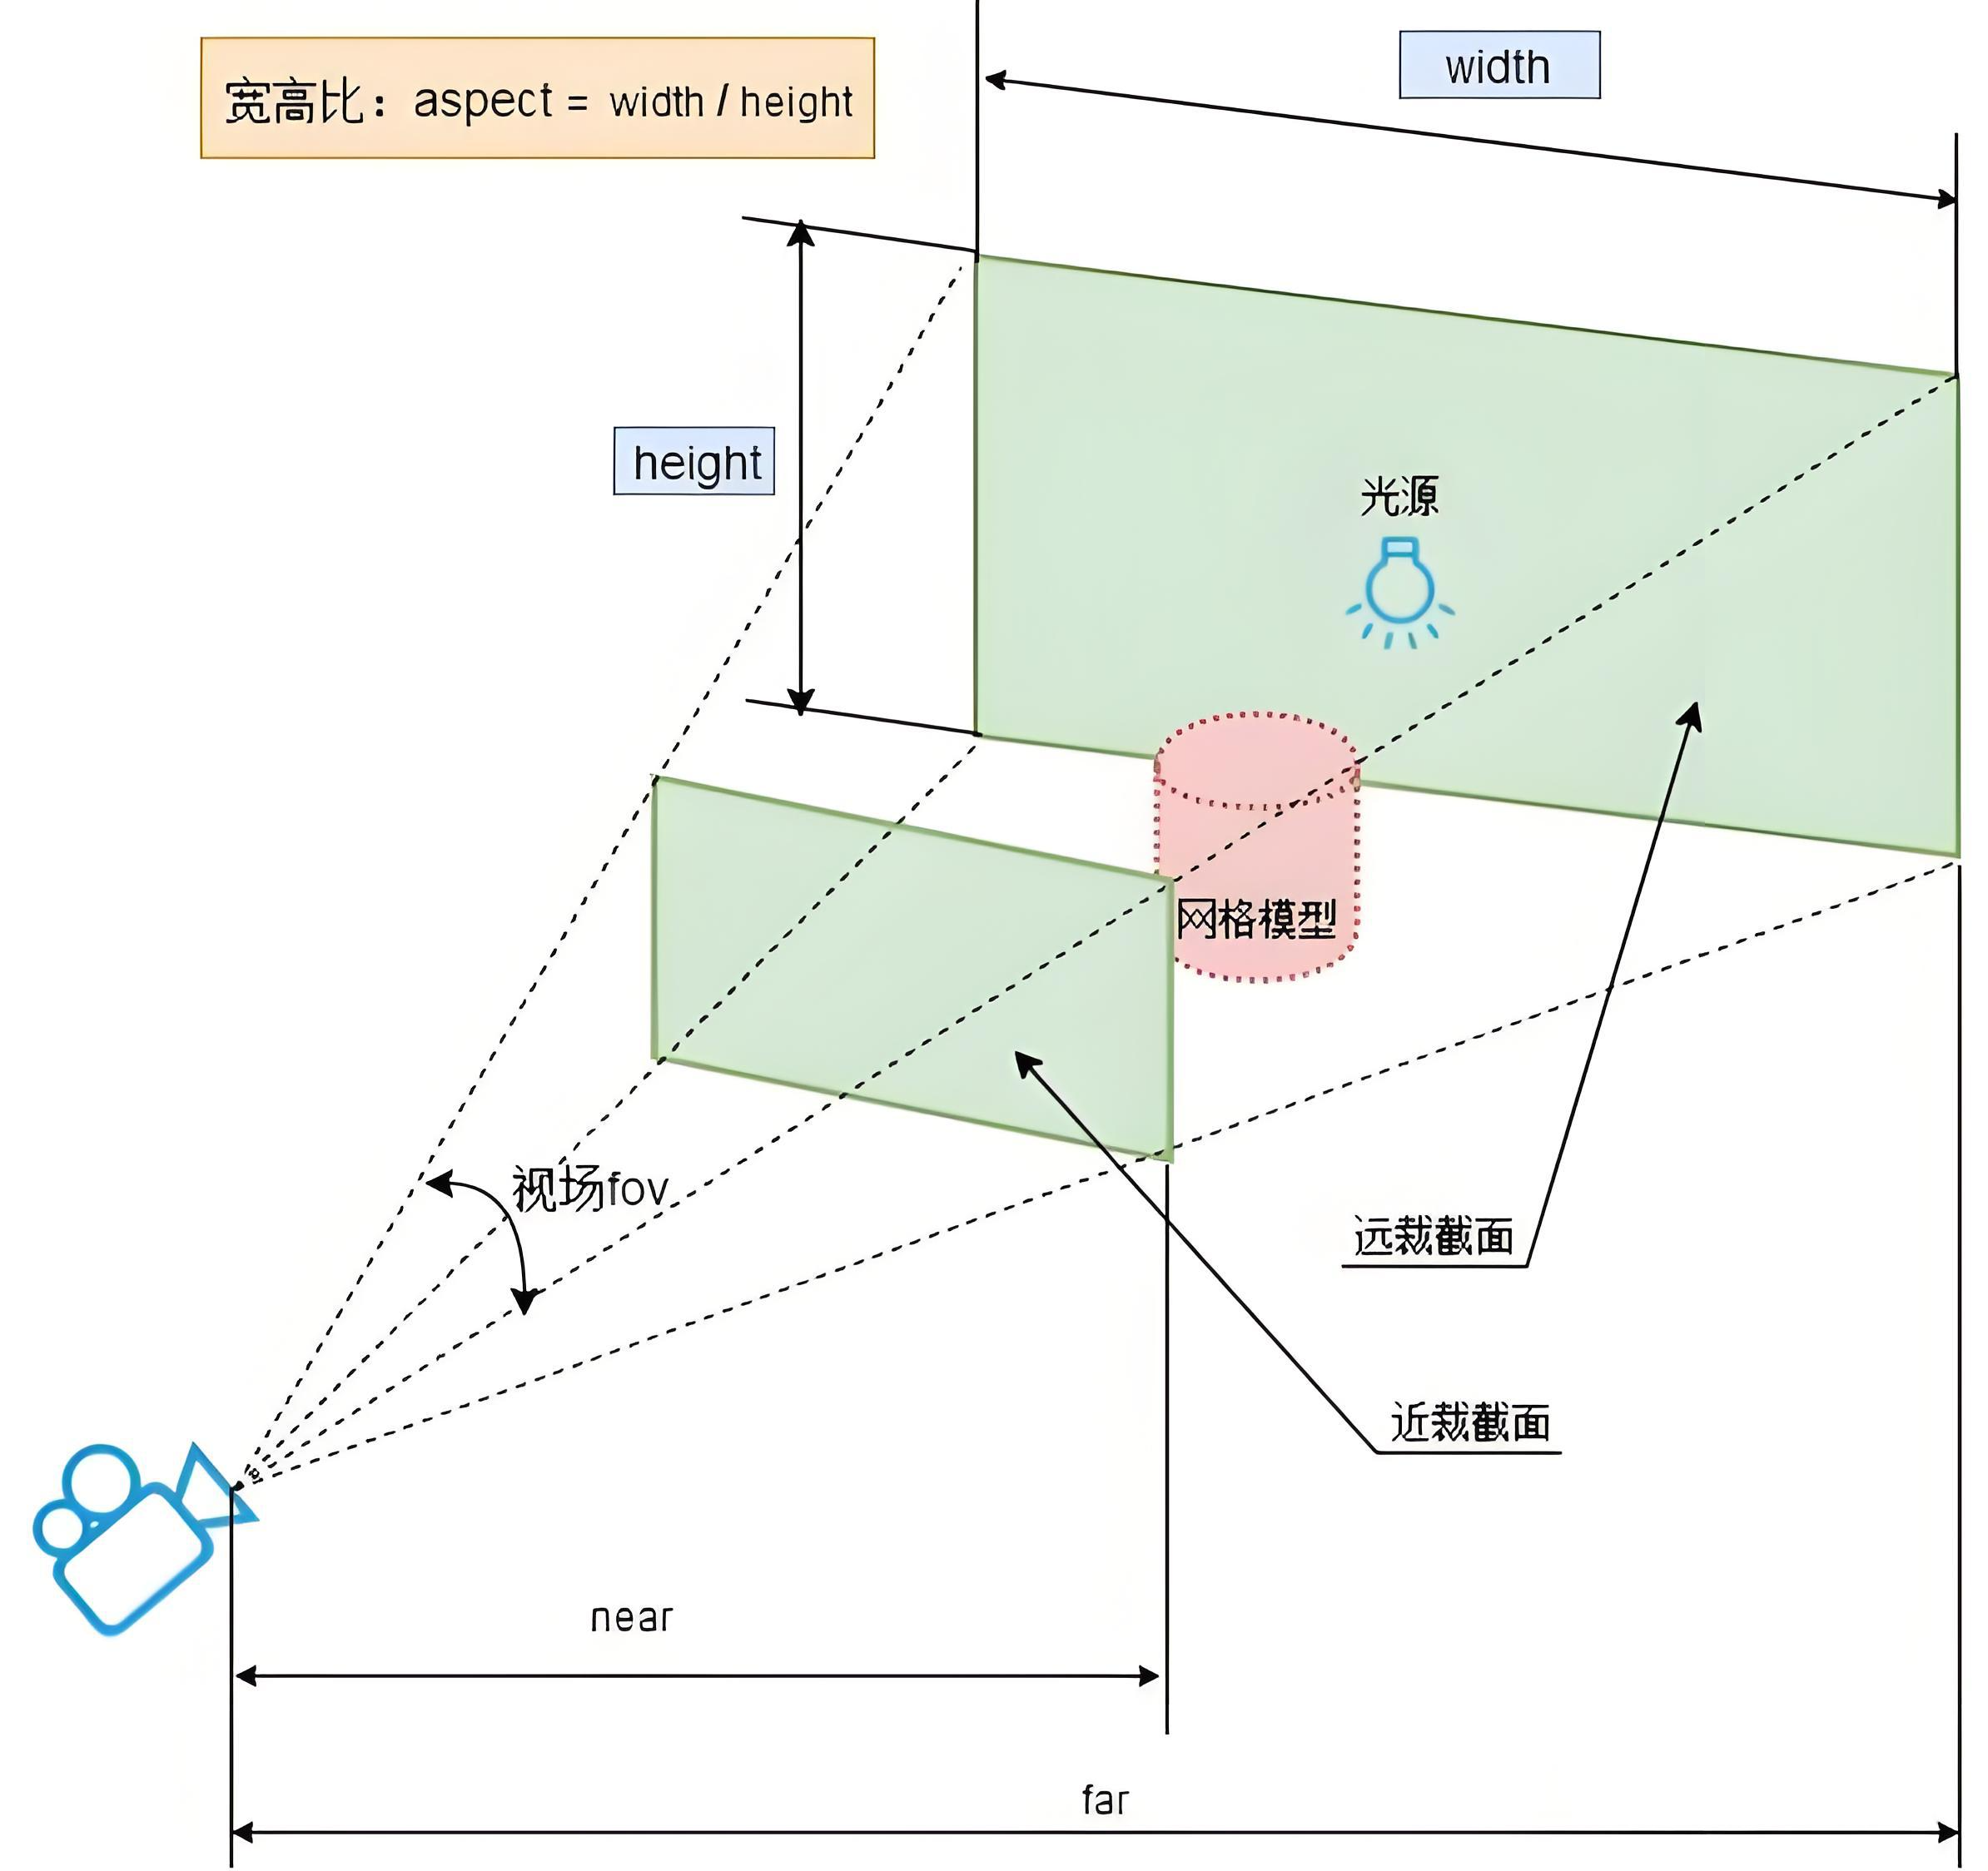 宽高比：aspect = width / height
width
height
光源
网格模型
视场fov
远裁截面
近裁截面
near
far